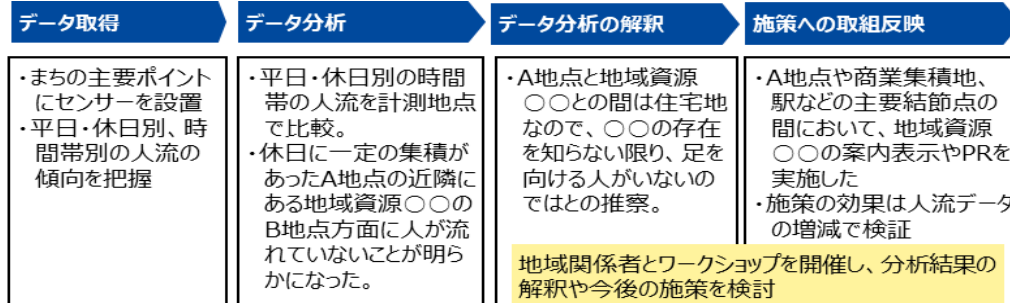 データ取得
データ分析
データ分析の解釈
施策への取組反映
・まちの主要ポイント
にセンサーを設置
・平日・休日別、時
間帯別の人流の
傾向を把握
・平日・休日別の時間
帯の人流を計測地点
で比較。
・休日に一定の集積が
あったA地点の近隣に
ある地域資源○○の
B地点方面に人が流
れていないことが明ら
かになった。
・A地点と地域資源
○○との間は住宅地
なので、○○の存在
を知らない限り、足を
向ける人がいないの
ではとの推察。
・A地点や商業集積地、
駅などの主要結節点の
間において、地域資源
○○の案内表示やPRを
実施した
・施策の効果は人流データ
の増減で検証
地域関係者とワークショップを開催し、分析結果の
解釈や今後の施策を検討